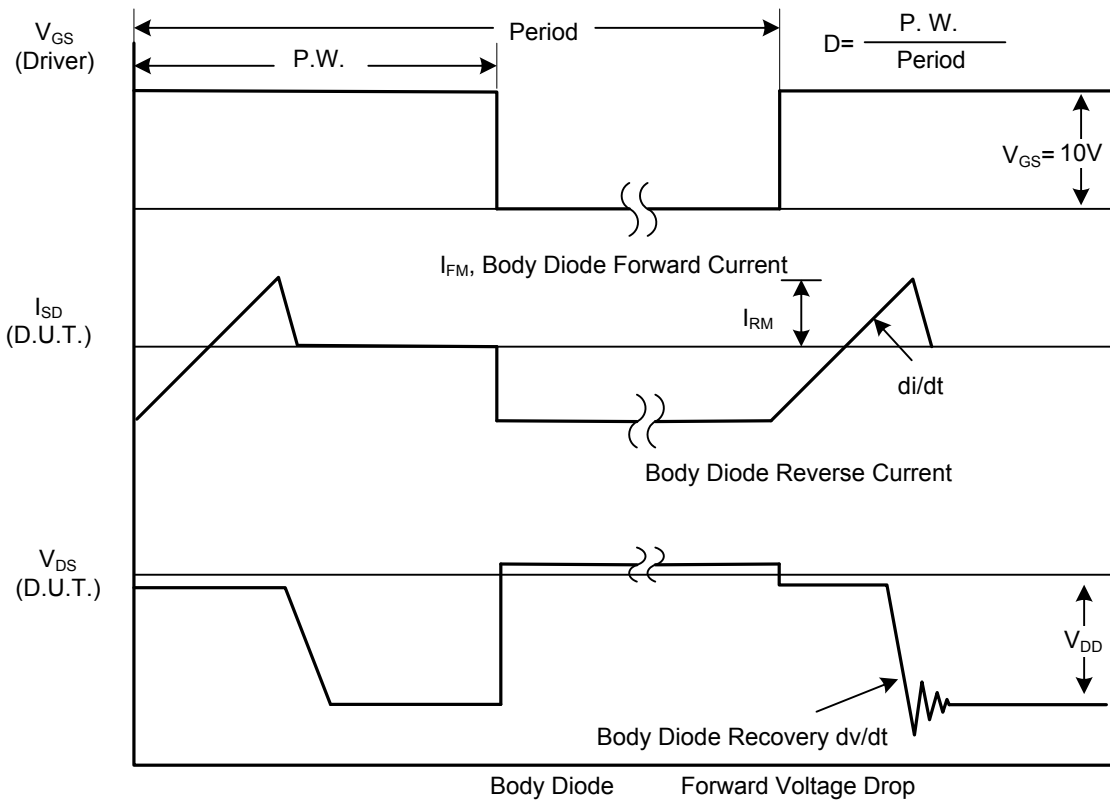 V_GS
(Driver)
Period
P.W.
D= P. W.
Period
V_GS= 10V
I_FM, Body Diode Forward Current
I_SD
(D.U.T.)
I_RM
di/dt
Body Diode Reverse Current
V_DS
(D.U.T.)
V_DD
Body Diode Recovery dv/dt
Body Diode Forward Voltage Drop